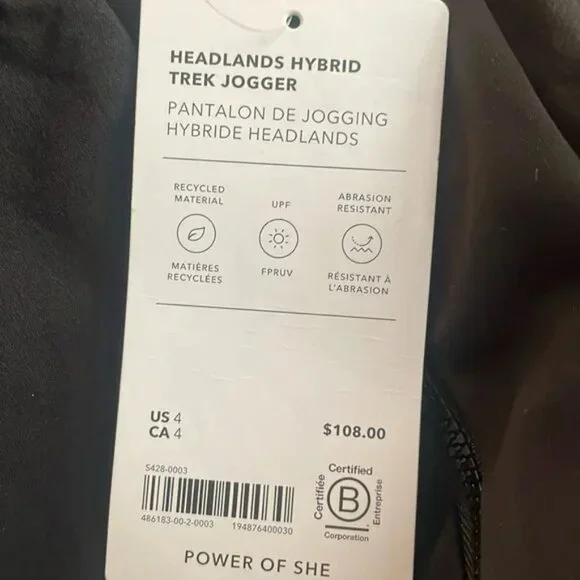 HEADLANDS HYBRID
TREK JOGGER
PANTALON DE JOGGING
HYBRIDE HEADLANDS
RECYCLED
MATERIAL
MATIÈRES
RECYCLÉES
UPF
FPRUV
ABRASION
RESISTANT
RÉSISTANT À
L'ABRASION
US 4
CA 4
$108.00
S428-0003
486183-00-2-0003 194876400030
Certified
Certifiée
B
Entreprise
Corporation
POWER OF SHE